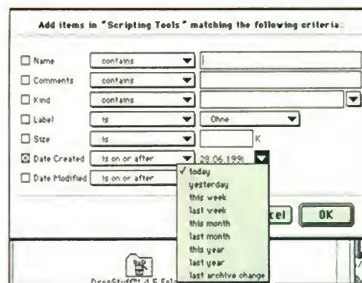 Add items in "Scripting Tools" matching the following criteria:
Name contains
Comments contains
Kind contains
Label is Ohne
Size is K
Date Created is on or after 28.06.1991
Date Modified is on or after
✓ today
yesterday
this week
last week
this month
last month
this year
last year
last archive change
OK